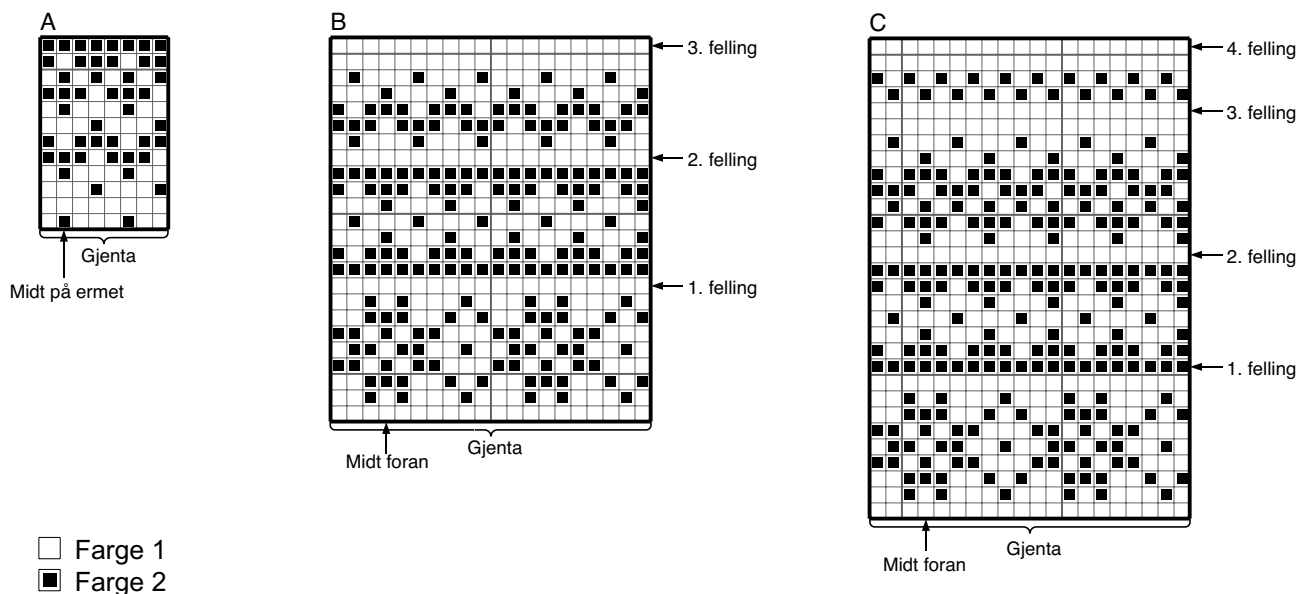 A
Gjenta
Midt på ermet
B
3. felling
2. felling
1. felling
Gjenta
Midt foran
C
4. felling
3. felling
2. felling
1. felling
Gjenta
Midt foran
Farge 1
Farge 2